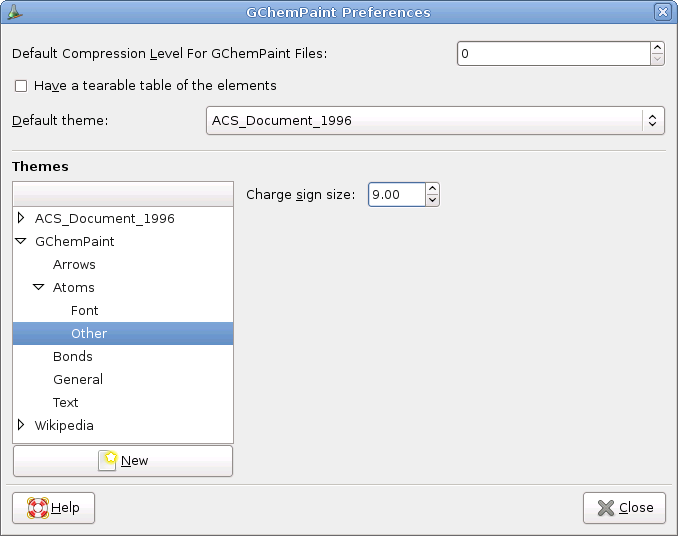 GChemPaint Preferences
Default Compression Level For GChemPaint Files: 0
Have a tearable table of the elements
Default theme: ACS_Document_1996
Themes
Charge sign size: 9.00
ACS_Document_1996
GChemPaint
Arrows
Atoms
Font
Other
Bonds
General
Text
Wikipedia
New
Help Close